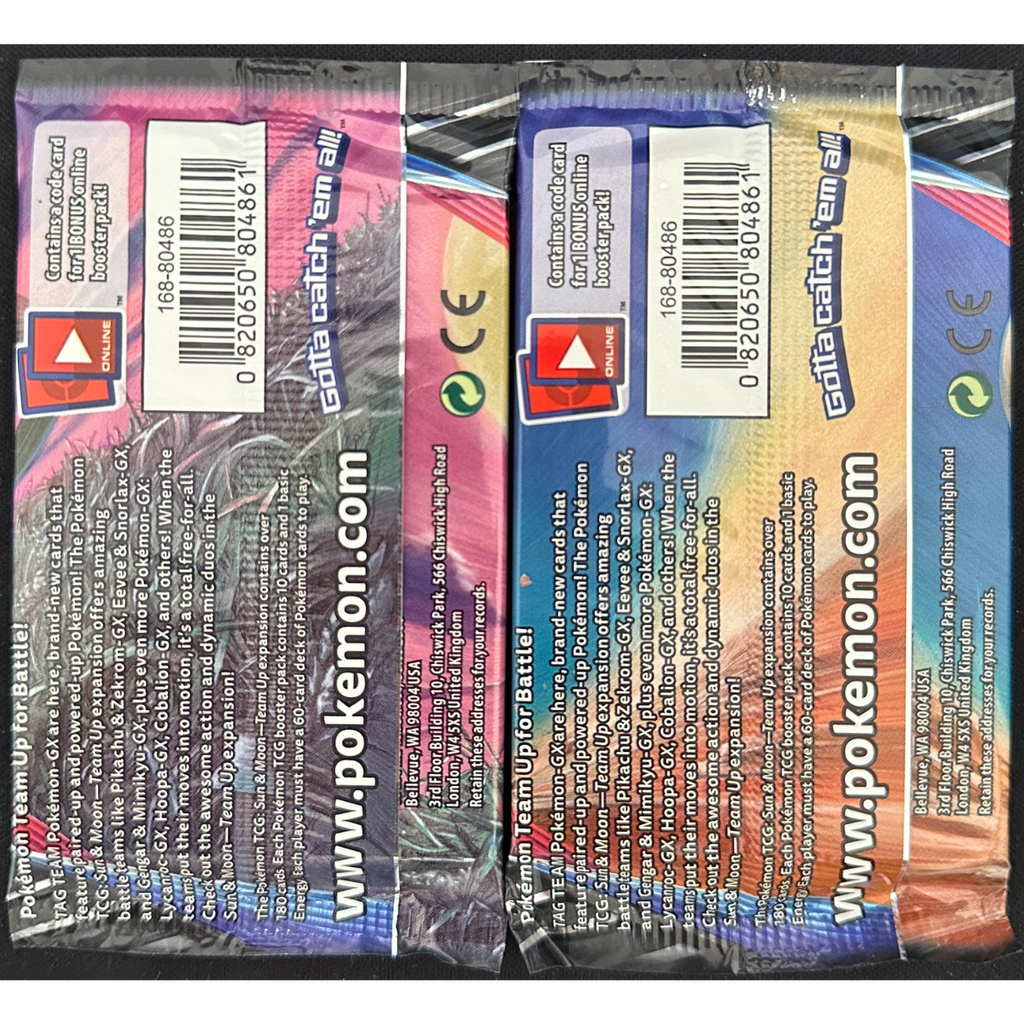 Pokémon Team Up for Battle!
TAG TEAM Pokémon-GX are here, brand-new cards that
feature paired-up and powered-up Pokémon! The Pokémon
TCG: Sun & Moon—Team Up expansion offers amazing
battle teams like Pikachu & Zekrom-GX, Eevee & Snorlax-GX,
and Gengar & Mimikyu-GX, plus even more Pokémon-GX:
Lycanroc-GX, Hoopa-GX, Cobalion-GX, and others! When the
teams put their moves into motion, it's a total free-for-all.
Check out the awesome action and dynamic duos in the
Sun & Moon—Team Up expansion!
The Pokémon TCG: Sun & Moon—Team Up expansion contains over
180 cards. Each Pokémon TCG booster pack contains 10 cards and 1 basic
Energy. Each player must have a 60-card deck of Pokémon cards to play.
www.pokemon.com
Bellevue, WA 98004 USA
3rd Floor, Building 10, Chiswick Park, 566 Chiswick High Road
London, W4 5XS United Kingdom
Retain these addresses for your records.
ONLINE
TM
Contains a code card
for 1 BONUS online
booster pack!
168-80486
0 820650 804861
Gotta catch 'em all!
TM
CE
Pokémon Team Up for Battle!
TAG TEAM Pokémon-GX are here, brand-new cards that
feature paired-up and powered-up Pokémon! The Pokémon
TCG: Sun & Moon—Team Up expansion offers amazing
battle teams like Pikachu & Zekrom-GX, Eevee & Snorlax-GX,
and Gengar & Mimikyu-GX, plus even more Pokémon-GX:
Lycanroc-GX, Hoopa-GX, Cobalion-GX, and others! When the
teams put their moves into motion, it's a total free-for-all.
Check out the awesome action and dynamic duos in the
Sun & Moon—Team Up expansion!
The Pokémon TCG: Sun & Moon—Team Up expansion contains over
180 cards. Each Pokémon TCG booster pack contains 10 cards and 1 basic
Energy. Each player must have a 60-card deck of Pokémon cards to play.
www.pokemon.com
Bellevue, WA 98004 USA
3rd Floor, Building 10, Chiswick Park, 566 Chiswick High Road
London, W4 5XS United Kingdom
Retain these addresses for your records.
ONLINE
TM
Contains a code card
for 1 BONUS online
booster pack!
168-80486
0 820650 804861
Gotta catch 'em all!
TM
CE